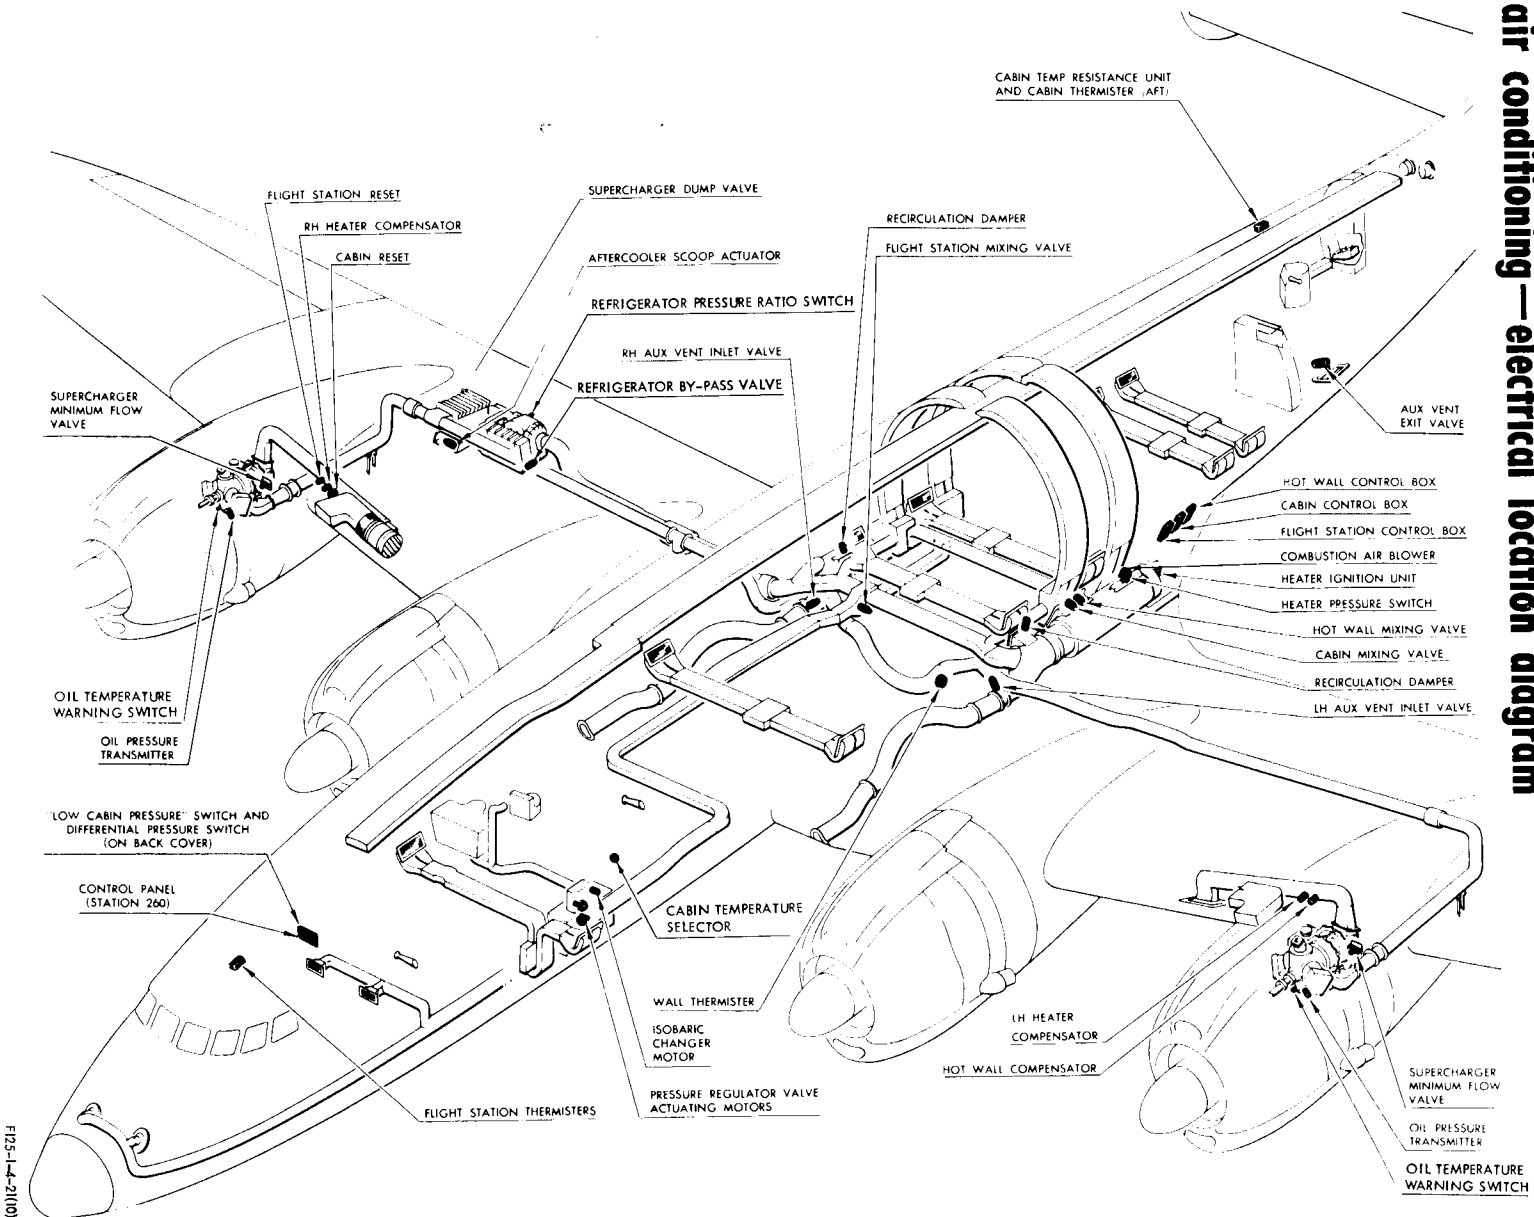 air conditioning—electrical location diagram
CABIN TEMP RESISTANCE UNIT
AND CABIN THERMISTER (AFT)
FLIGHT STATION RESET
RH HEATER COMPENSATOR
CABIN RESET
SUPERCHARGER DUMP VALVE
AFTERCOOLER SCOOP ACTUATOR
REFRIGERATOR PRESSURE RATIO SWITCH
RH AUX VENT INLET VALVE
REFRIGERATOR BY-PASS VALVE
RECIRCULATION DAMPER
FLIGHT STATION MIXING VALVE
SUPERCHARGER
MINIMUM FLOW
VALVE
AUX VENT
EXIT VALVE
HOT WALL CONTROL BOX
CABIN CONTROL BOX
FLIGHT STATION CONTROL BOX
COMBUSTION AIR BLOWER
HEATER IGNITION UNIT
HEATER PRESSURE SWITCH
HOT WALL MIXING VALVE
CABIN MIXING VALVE
RECIRCULATION DAMPER
LH AUX VENT INLET VALVE
OIL TEMPERATURE
WARNING SWITCH
OIL PRESSURE
TRANSMITTER
"LOW CABIN PRESSURE" SWITCH AND
DIFFERENTIAL PRESSURE SWITCH
(ON BACK COVER)
CONTROL PANEL
(STATION 260)
CABIN TEMPERATURE
SELECTOR
WALL THERMISTER
ISOBARIC
CHANGER
MOTOR
PRESSURE REGULATOR VALVE
ACTUATING MOTORS
FLIGHT STATION THERMISTERS
LH HEATER
COMPENSATOR
HOT WALL COMPENSATOR
SUPERCHARGER
MINIMUM FLOW
VALVE
OIL PRESSURE
TRANSMITTER
OIL TEMPERATURE
WARNING SWITCH
F125-1-4-21(10)